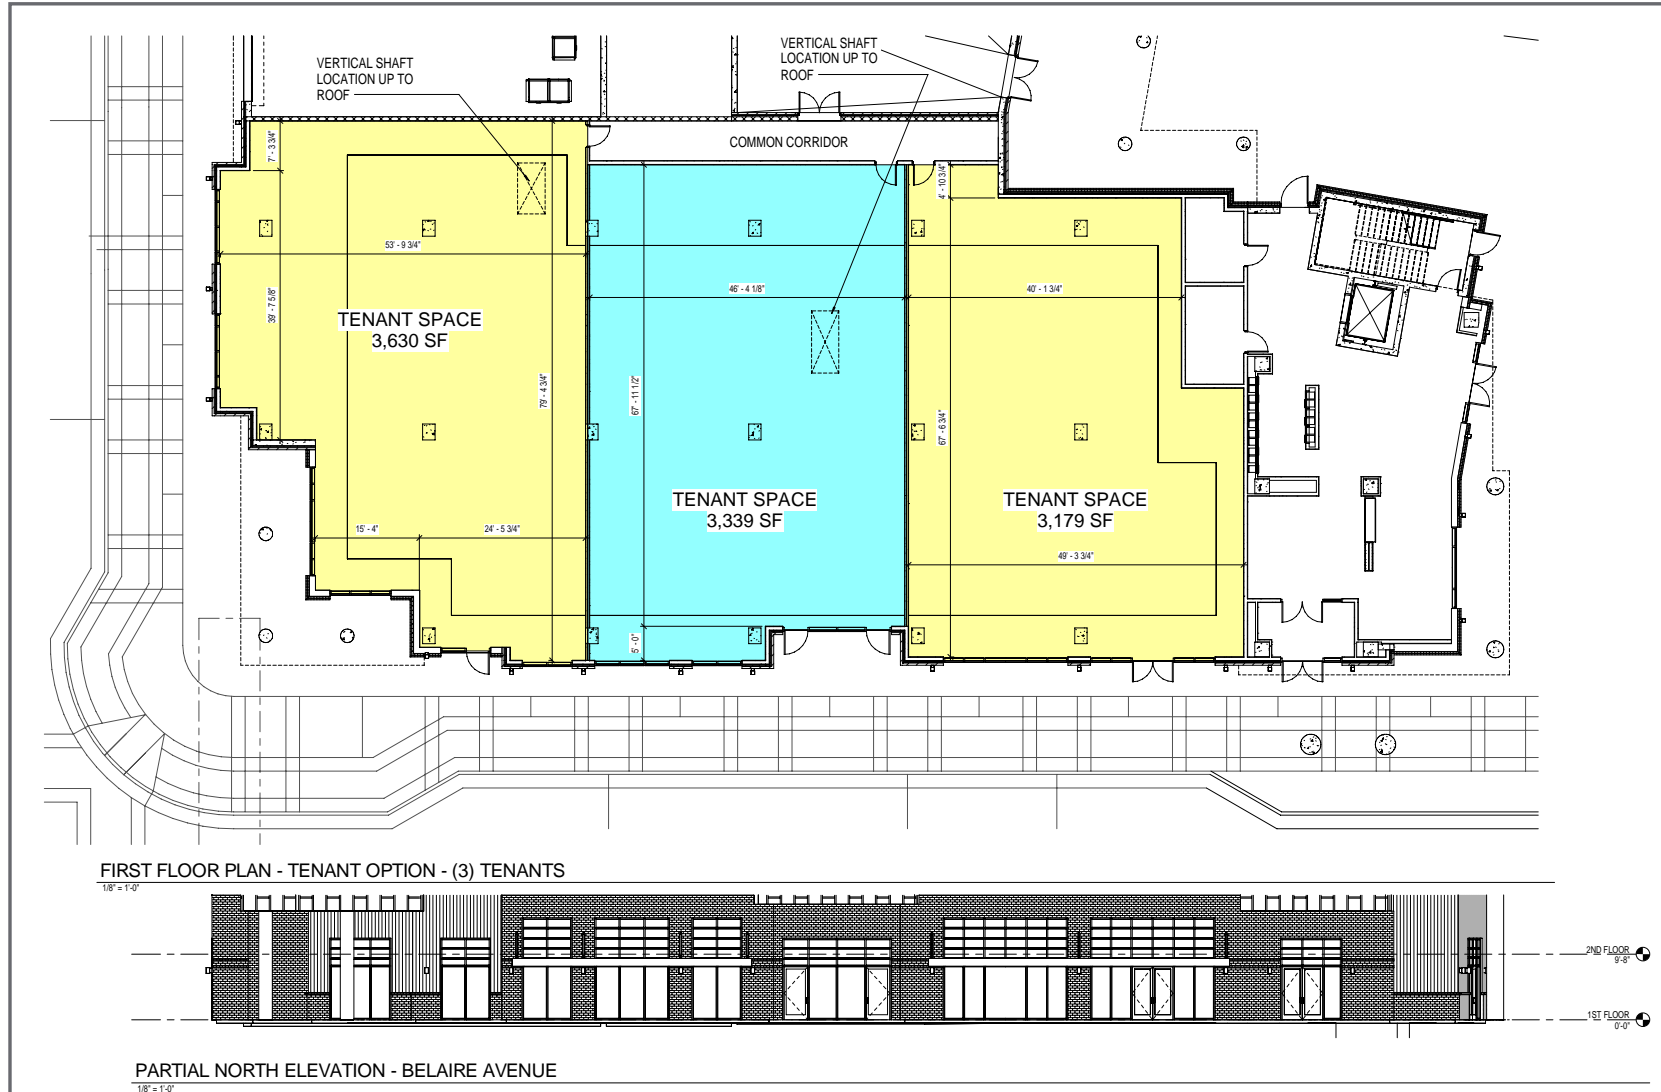 VERTICAL SHAFT
LOCATION UP TO
ROOF
VERTICAL SHAFT
LOCATION UP TO
ROOF
COMMON CORRIDOR
7' - 3 3/4"
4' - 10 3/4"
53' - 9 3/4"
39' - 7 5/8"
46' - 4 1/8"
40' - 1 3/4"
TENANT SPACE
3,630 SF
79' - 4 3/4"
67' - 11 1/2"
67' - 6 3/4"
TENANT SPACE
3,339 SF
TENANT SPACE
3,179 SF
15' - 4"
24' - 5 3/4"
49' - 3 3/4"
5' - 0"
FIRST FLOOR PLAN - TENANT OPTION - (3) TENANTS
1/8" = 1'-0"
2ND FLOOR
9'-8"
1ST FLOOR
0'-0"
PARTIAL NORTH ELEVATION - BELAIRE AVENUE
1/8" = 1'-0"